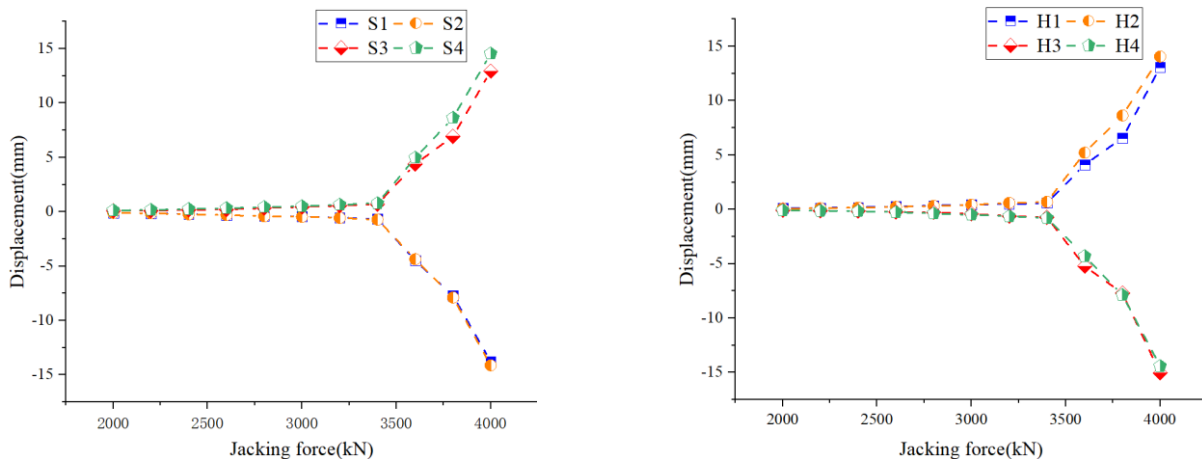 S1 S2
S3 S4
15
10
5
0
-5
-10
-15
Displacement(mm)
2000 2500 3000 3500 4000
Jacking force(kN)
H1 H2
H3 H4
15
10
5
0
-5
-10
-15
Displacement(mm)
2000 2500 3000 3500 4000
Jacking force(kN)